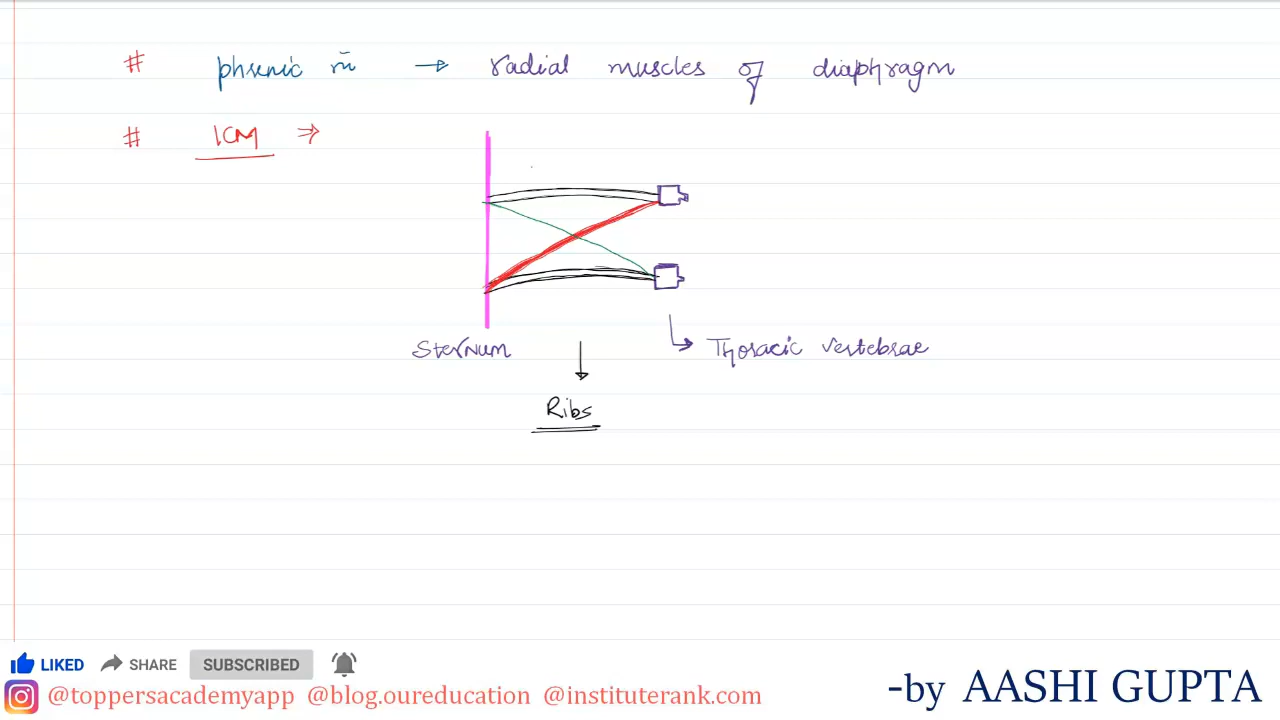 # phrenic m̄ → radial muscles of diaphragm
# ICM ⇒
Sternum
Thoracic vertebrae
Ribs
LIKED SHARE SUBSCRIBED
@toppersacademyapp @blog.oureducation @instituterank.com
-by AASHI GUPTA